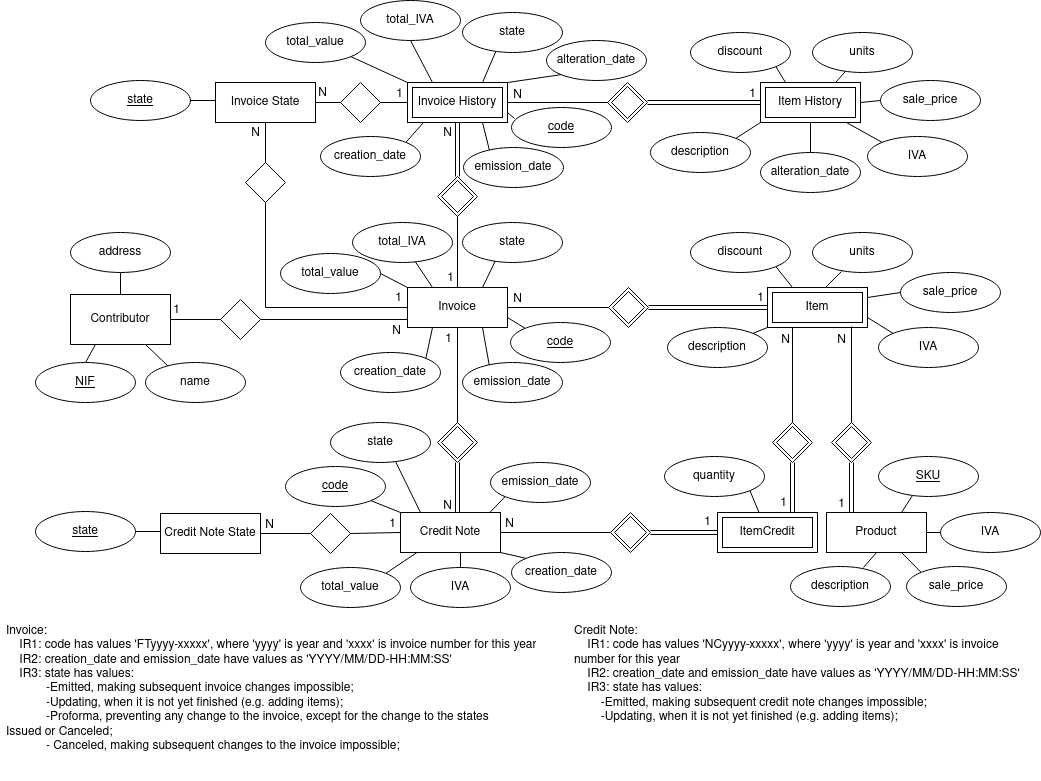 total_IVA
state
total_value
alteration_date
discount
units
state
Invoice State
N
1
Invoice History
N
1
Item History
sale_price
code
N
N
creation_date
emission_date
description
alteration_date
IVA
total_IVA
state
address
total_value
discount
units
1
sale_price
Contributor
1
1
N
Invoice
N
1
Item
code
1
N
N
description
IVA
NIF
name
creation_date
emission_date
state
code
emission_date
quantity
SKU
N
1
1
state
Credit Note State
N
1
Credit Note
N
1
ItemCredit
Product
IVA
total_value
IVA
creation_date
description
sale_price
Invoice:
IR1: code has values 'FTyyyy-xxxxx', where 'yyyy' is year and 'xxxx' is invoice number for this year
IR2: creation_date and emission_date have values as 'YYYY/MM/DD-HH:MM:SS'
IR3: state has values:
-Emitted, making subsequent invoice changes impossible;
-Updating, when it is not yet finished (e.g. adding items);
-Proforma, preventing any change to the invoice, except for the change to the states
Issued or Canceled;
- Canceled, making subsequent changes to the invoice impossible;
Credit Note:
IR1: code has values 'NCyyyy-xxxxx', where 'yyyy' is year and 'xxxx' is invoice
number for this year
IR2: creation_date and emission_date have values as 'YYYY/MM/DD-HH:MM:SS'
IR3: state has values:
-Emitted, making subsequent credit note changes impossible;
-Updating, when it is not yet finished (e.g. adding items);